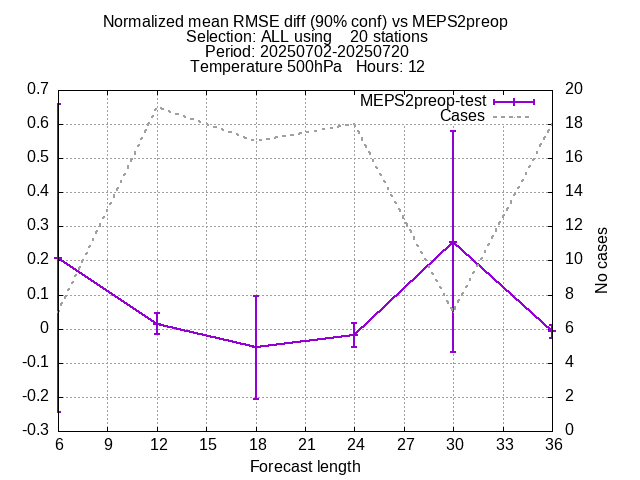 Normalized mean RMSE diff (90% conf) vs MEPS2preop
Selection: ALL using    20 stations
Period: 20250702-20250720
Temperature 500hPa   Hours: 12
MEPS2preop-test
Cases
0.7
0.6
0.5
0.4
0.3
0.2
0.1
0
-0.1
-0.2
-0.3
20
18
16
14
12
10
8
6
4
2
0
No cases
6 9 12 15 18 21 24 27 30 33 36
Forecast length